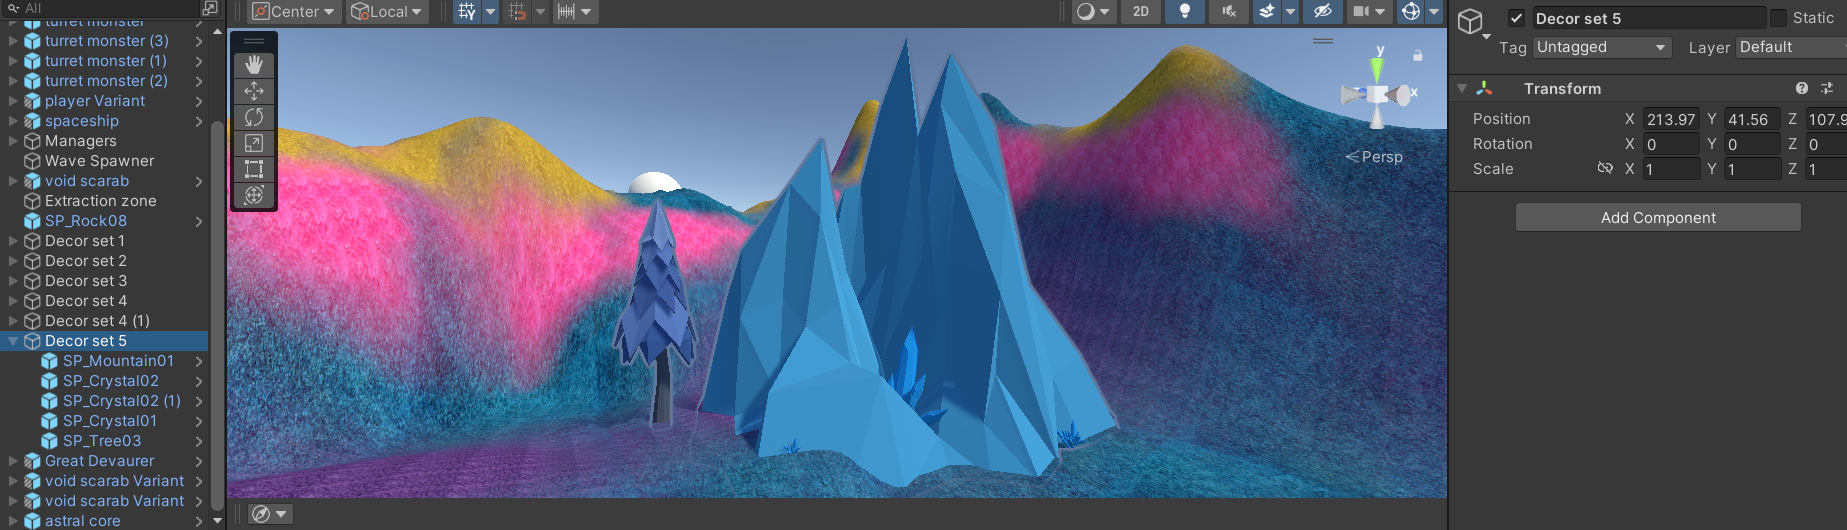 All
turret monster
turret monster (3)
turret monster (1)
turret monster (2)
player Variant
spaceship
Managers
Wave Spawner
void scarab
Extraction zone
SP_Rock08
Decor set 1
Decor set 2
Decor set 3
Decor set 4
Decor set 4 (1)
Decor set 5
SP_Mountain01
SP_Crystal02
SP_Crystal02 (1)
SP_Crystal01
SP_Tree03
Great Devaurer
void scarab Variant
void scarab Variant
astral core
Center Local 2D
y
x
Persp
Decor set 5 Static
Tag Untagged Layer Default
Transform
Position X 213.97 Y 41.56 Z 107.9
Rotation X 0 Y 0 Z 0
Scale X 1 Y 1 Z 1
Add Component